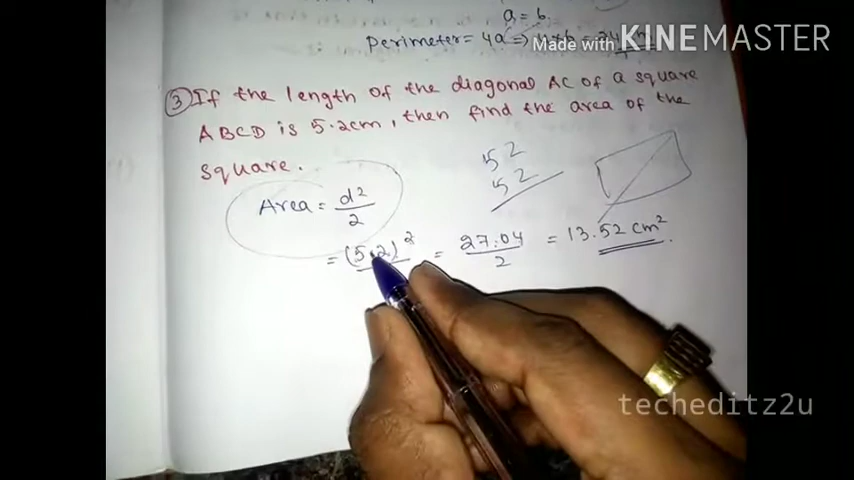 a = 6
Perimeter = 4a ⇒
Made with KINEMASTER
③ If the length of the diagonal AC of a square
ABCD is 5.2cm, then find the area of the
square.
52
52
Area = d²/2
= (5.2)² = 27.04/2 = 13.52 cm²
techeditz2u